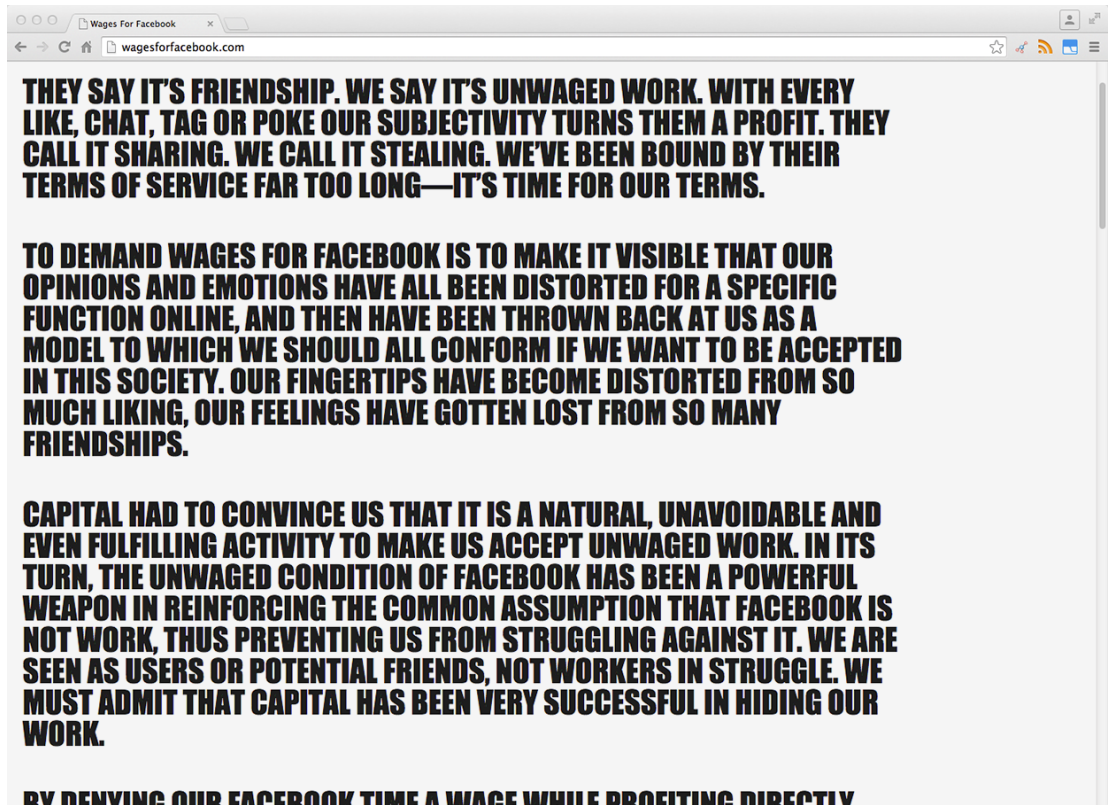 Wages For Facebook
wagesforfacebook.com
THEY SAY IT’S FRIENDSHIP. WE SAY IT’S UNWAGED WORK. WITH EVERY
LIKE, CHAT, TAG OR POKE OUR SUBJECTIVITY TURNS THEM A PROFIT. THEY
CALL IT SHARING. WE CALL IT STEALING. WE’VE BEEN BOUND BY THEIR
TERMS OF SERVICE FAR TOO LONG—IT’S TIME FOR OUR TERMS.
TO DEMAND WAGES FOR FACEBOOK IS TO MAKE IT VISIBLE THAT OUR
OPINIONS AND EMOTIONS HAVE ALL BEEN DISTORTED FOR A SPECIFIC
FUNCTION ONLINE, AND THEN HAVE BEEN THROWN BACK AT US AS A
MODEL TO WHICH WE SHOULD ALL CONFORM IF WE WANT TO BE ACCEPTED
IN THIS SOCIETY. OUR FINGERTIPS HAVE BECOME DISTORTED FROM SO
MUCH LIKING, OUR FEELINGS HAVE GOTTEN LOST FROM SO MANY
FRIENDSHIPS.
CAPITAL HAD TO CONVINCE US THAT IT IS A NATURAL, UNAVOIDABLE AND
EVEN FULFILLING ACTIVITY TO MAKE US ACCEPT UNWAGED WORK. IN ITS
TURN, THE UNWAGED CONDITION OF FACEBOOK HAS BEEN A POWERFUL
WEAPON IN REINFORCING THE COMMON ASSUMPTION THAT FACEBOOK IS
NOT WORK, THUS PREVENTING US FROM STRUGGLING AGAINST IT. WE ARE
SEEN AS USERS OR POTENTIAL FRIENDS, NOT WORKERS IN STRUGGLE. WE
MUST ADMIT THAT CAPITAL HAS BEEN VERY SUCCESSFUL IN HIDING OUR
WORK.
BY DENYING OUR FACEBOOK TIME A WAGE WHILE PROFITING DIRECTLY